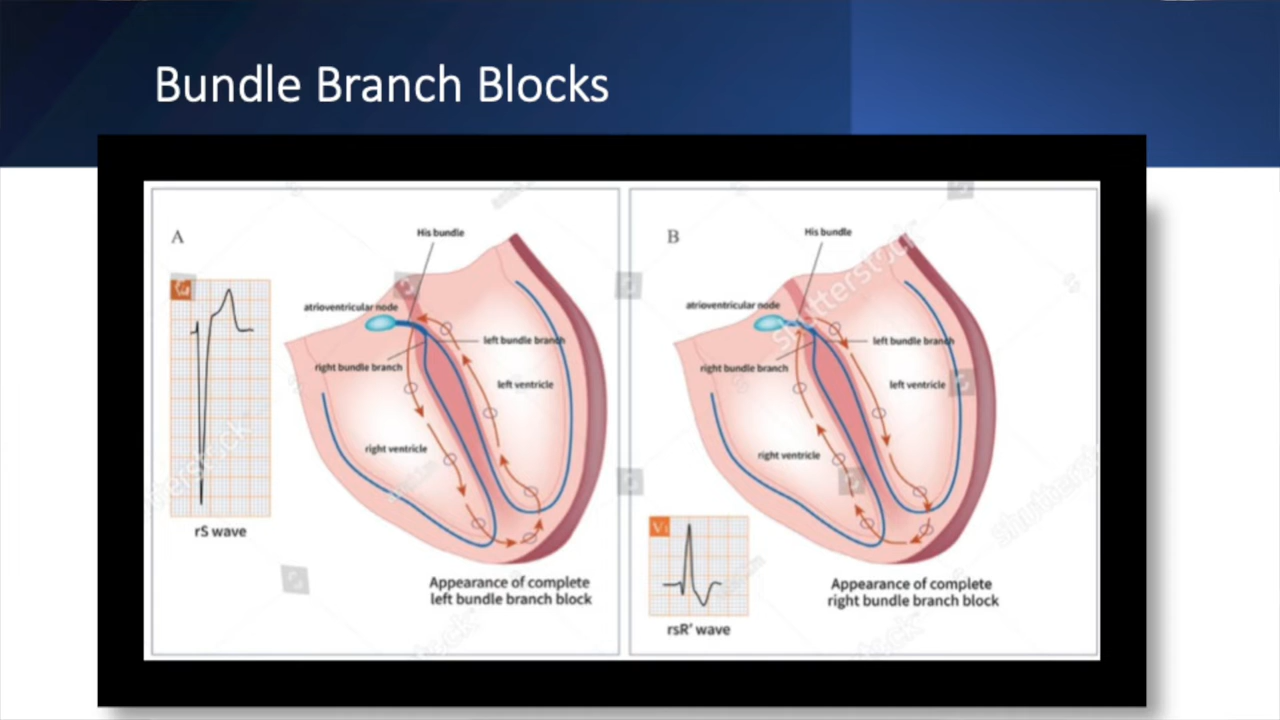 Bundle Branch Blocks
A
His bundle
atrioventricular node
left bundle branch
right bundle branch
left ventricle
right ventricle
rS wave
Appearance of complete
left bundle branch block
B
His bundle
shutterstock
atrioventricular node
left bundle branch
right bundle branch
left ventricle
right ventricle
V1
rsR' wave
Appearance of complete
right bundle branch block